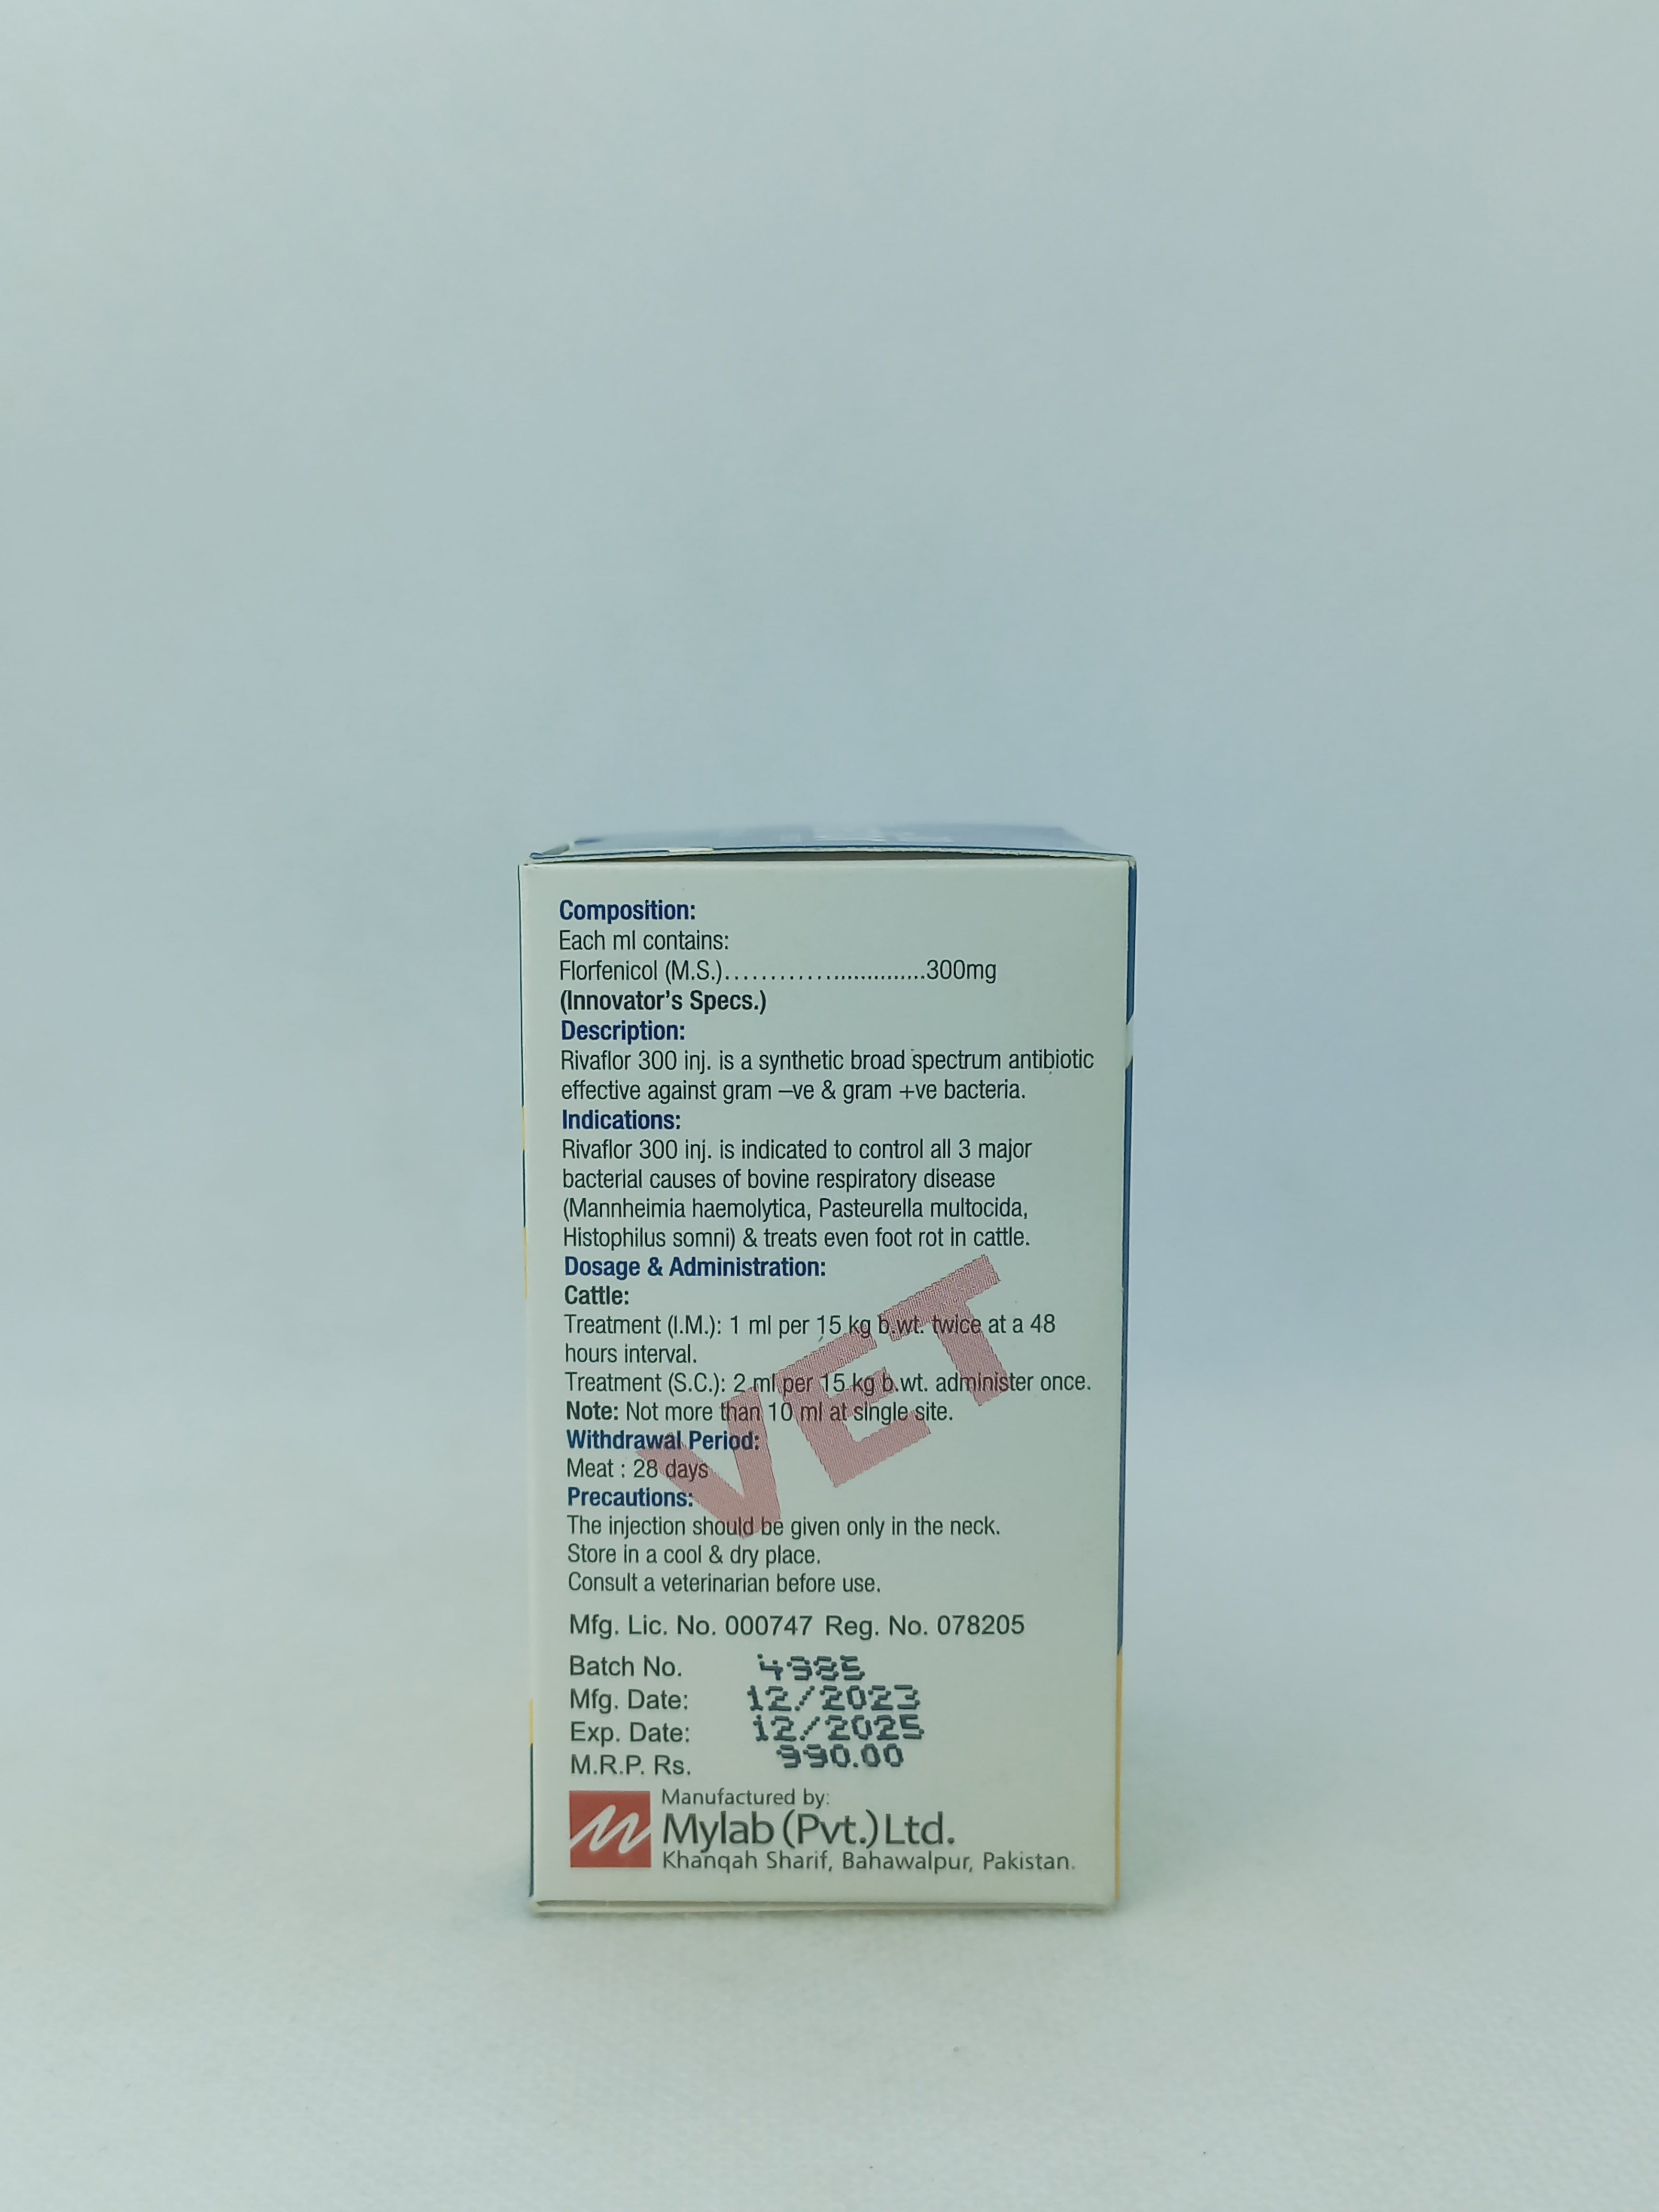 Composition:
Each ml contains:
Florfenicol (M.S.)..........................300mg
(Innovator's Specs.)
Description:
Rivaflor 300 inj. is a synthetic broad spectrum antibiotic
effective against gram –ve & gram +ve bacteria.
Indications:
Rivaflor 300 inj. is indicated to control all 3 major
bacterial causes of bovine respiratory disease
(Mannheimia haemolytica, Pasteurella multocida,
Histophilus somni) & treats even foot rot in cattle.
Dosage & Administration:
Cattle:
Treatment (I.M.): 1 ml per 15 kg b.wt. twice at a 48
hours interval.
Treatment (S.C.): 2 ml per 15 kg b.wt. administer once.
Note: Not more than 10 ml at single site.
Withdrawal Period:
Meat : 28 days
Precautions:
The injection should be given only in the neck.
Store in a cool & dry place.
Consult a veterinarian before use.
VET
Mfg. Lic. No. 000747 Reg. No. 078205
Batch No.
Mfg. Date: 12/2023
Exp. Date: 12/2025
M.R.P. Rs. 990.00
Manufactured by:
Mylab (Pvt.) Ltd.
Khanqah Sharif, Bahawalpur, Pakistan.